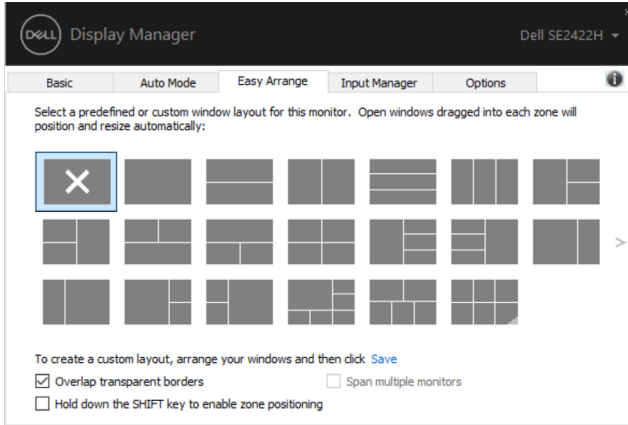 DELL Display Manager
Dell SE2422H
Basic Auto Mode Easy Arrange Input Manager Options
Select a predefined or custom window layout for this monitor. Open windows dragged into each zone will
position and resize automatically:
To create a custom layout, arrange your windows and then click Save
Overlap transparent borders
Span multiple monitors
Hold down the SHIFT key to enable zone positioning